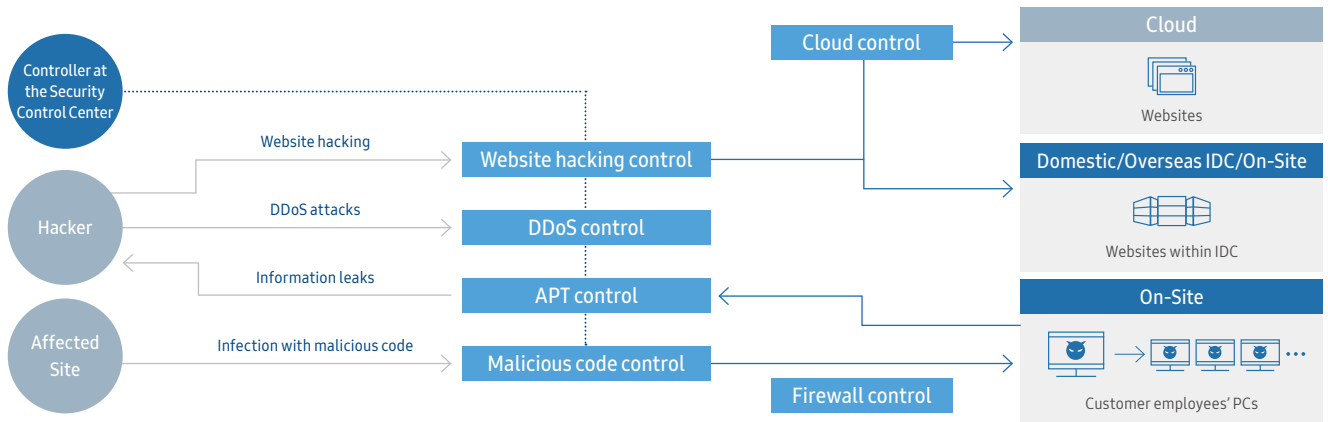 Controller at
the Security
Control Center
Hacker
Affected
Site
Website hacking
DDoS attacks
Information leaks
Infection with malicious code
Website hacking control
DDoS control
APT control
Malicious code control
Cloud control
Firewall control
Cloud
Websites
Domestic/Overseas IDC/On-Site
Websites within IDC
On-Site
Customer employees' PCs